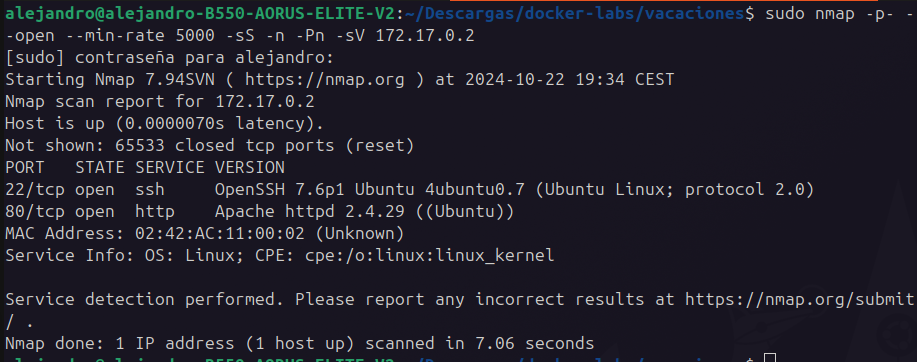 alejandro@alejandro-B550-AORUS-ELITE-V2:~/Descargas/docker-labs/vacaciones$ sudo nmap -p- -
-open --min-rate 5000 -sS -n -Pn -sV 172.17.0.2
[sudo] contraseña para alejandro:
Starting Nmap 7.94SVN ( https://nmap.org ) at 2024-10-22 19:34 CEST
Nmap scan report for 172.17.0.2
Host is up (0.0000070s latency).
Not shown: 65533 closed tcp ports (reset)
PORT   STATE SERVICE VERSION
22/tcp open  ssh     OpenSSH 7.6p1 Ubuntu 4ubuntu0.7 (Ubuntu Linux; protocol 2.0)
80/tcp open  http    Apache httpd 2.4.29 ((Ubuntu))
MAC Address: 02:42:AC:11:00:02 (Unknown)
Service Info: OS: Linux; CPE: cpe:/o:linux:linux_kernel

Service detection performed. Please report any incorrect results at https://nmap.org/submit
/ .
Nmap done: 1 IP address (1 host up) scanned in 7.06 seconds